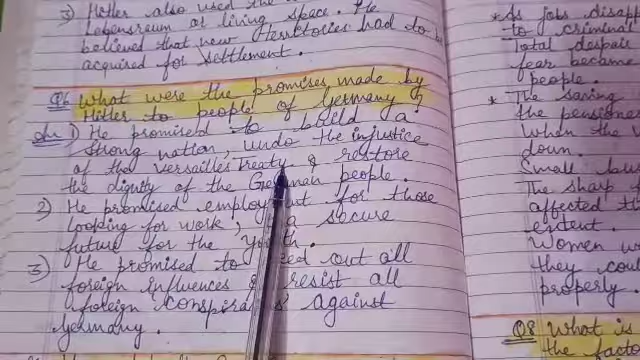 3) Hitler also used the
Lebensraum or living space. He
believed that new territories had to b
acquired for settlement.
Q6 What were the promises made by
Hitler to people of Germany?
Ans 1) He promised to build a
strong nation, undo the injustice
of the Versailles treaty & restore
the dignity of the German people.
2) He promised employment for those
looking for work, a secure
future for the youth.
3) He promised to weed out all
foreign influences & resist all
foreign conspiracies against
Germany.
* As jobs disapp
to criminal
Total despair
fear became
people.
* The saving
the pensione
When the
down.
Small bus
The sharp
affected th
extent.
Women w
they cou
properly.
Q8 What is
the facto